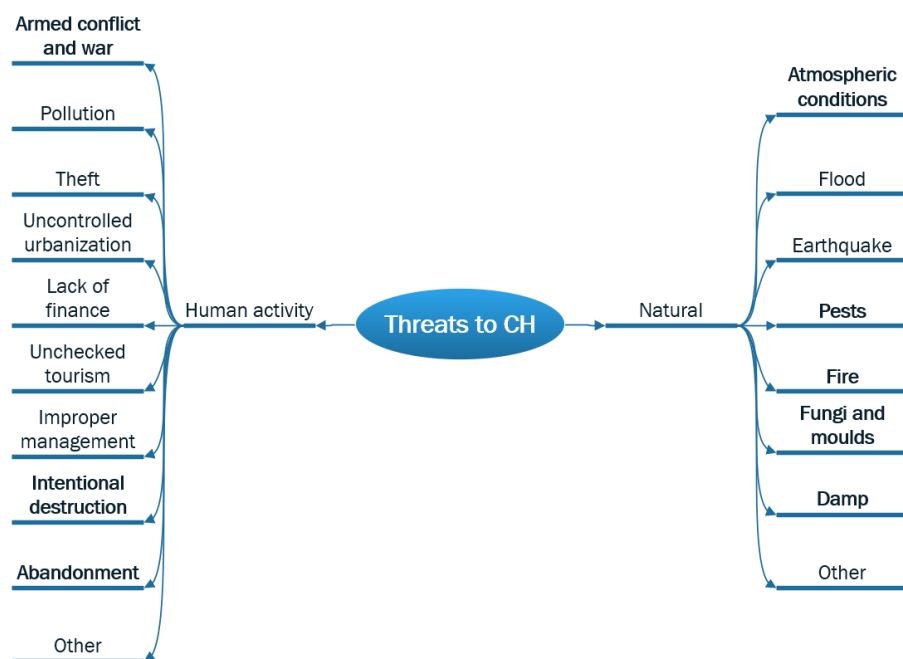 Armed conflict
and war
Pollution
Theft
Uncontrolled
urbanization
Lack of
finance
Unchecked
tourism
Improper
management
Intentional
destruction
Abandonment
Other
Human activity
Threats to CH
Natural
Atmospheric
conditions
Flood
Earthquake
Pests
Fire
Fungi and
moulds
Damp
Other